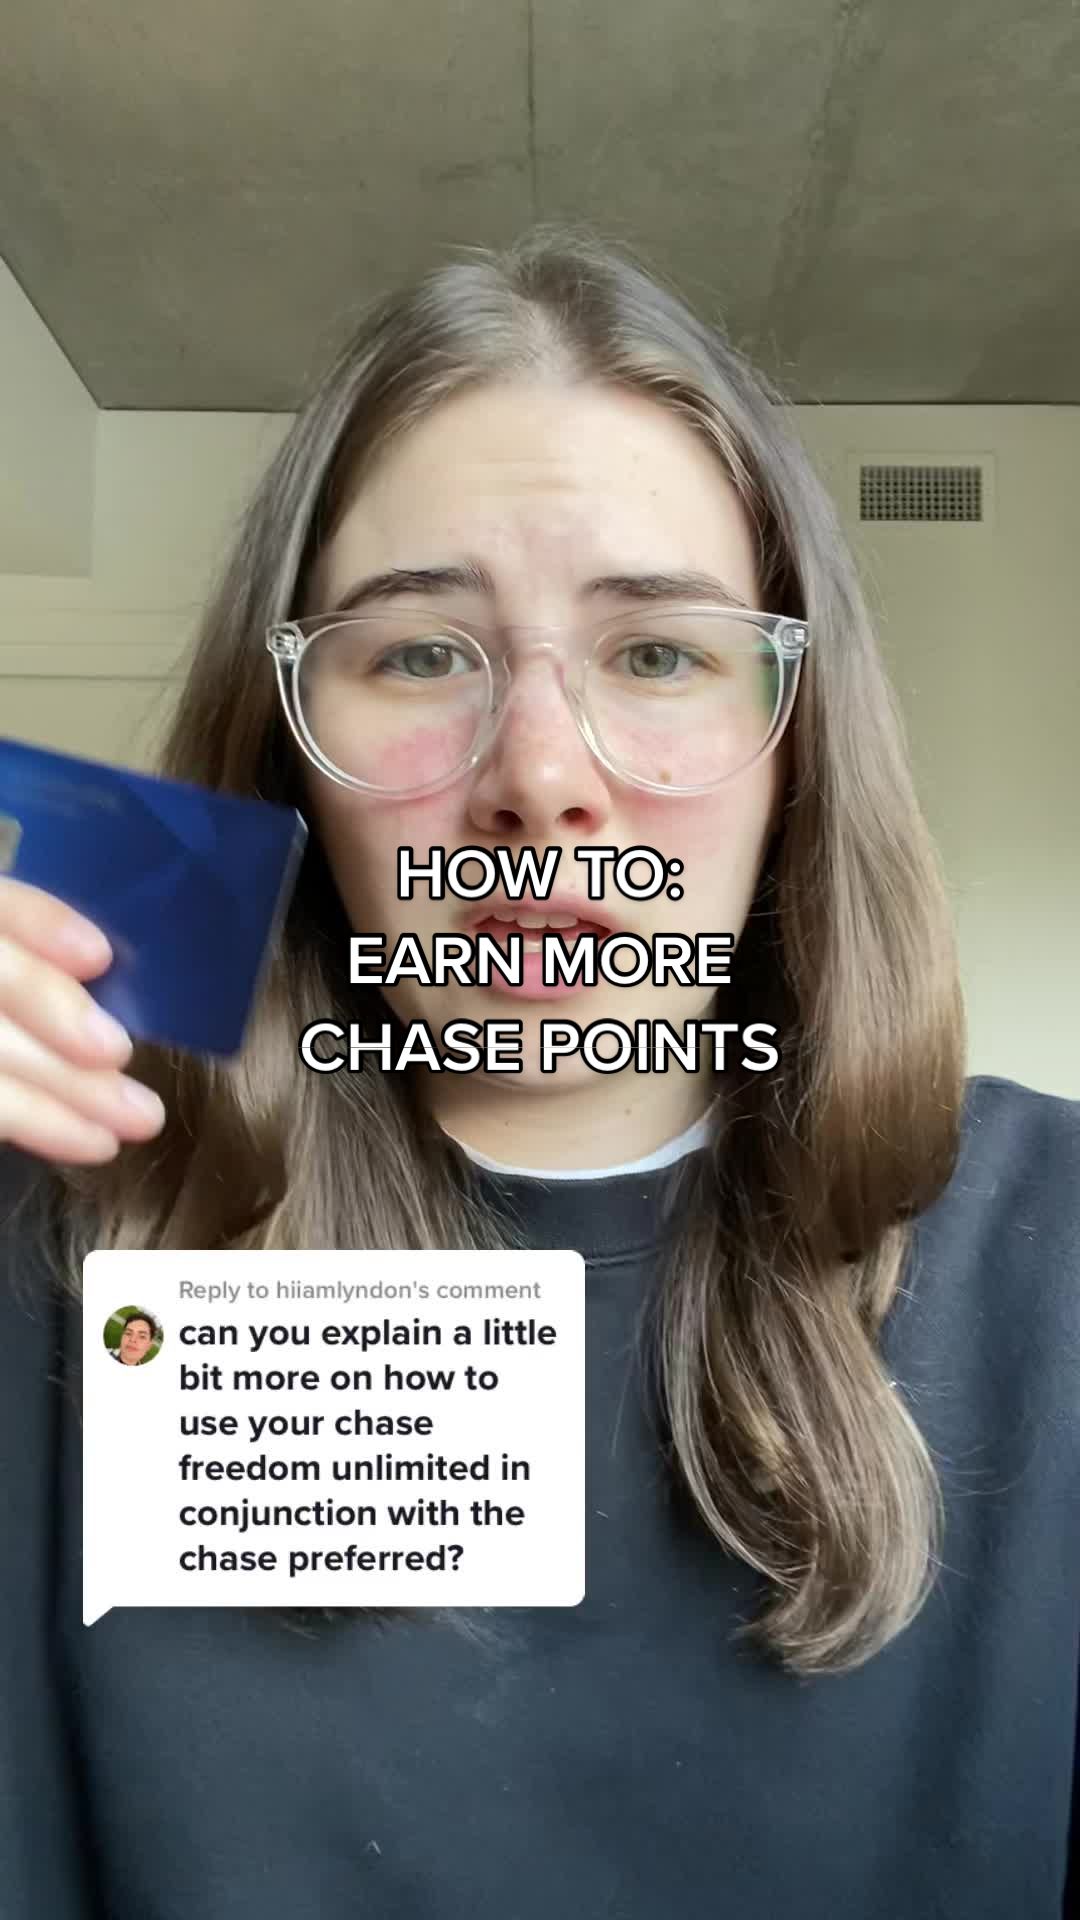 HOW TO:
EARN MORE
CHASE POINTS
Reply to hiiamlyndon's comment
can you explain a little
bit more on how to
use your chase
freedom unlimited in
conjunction with the
chase preferred?